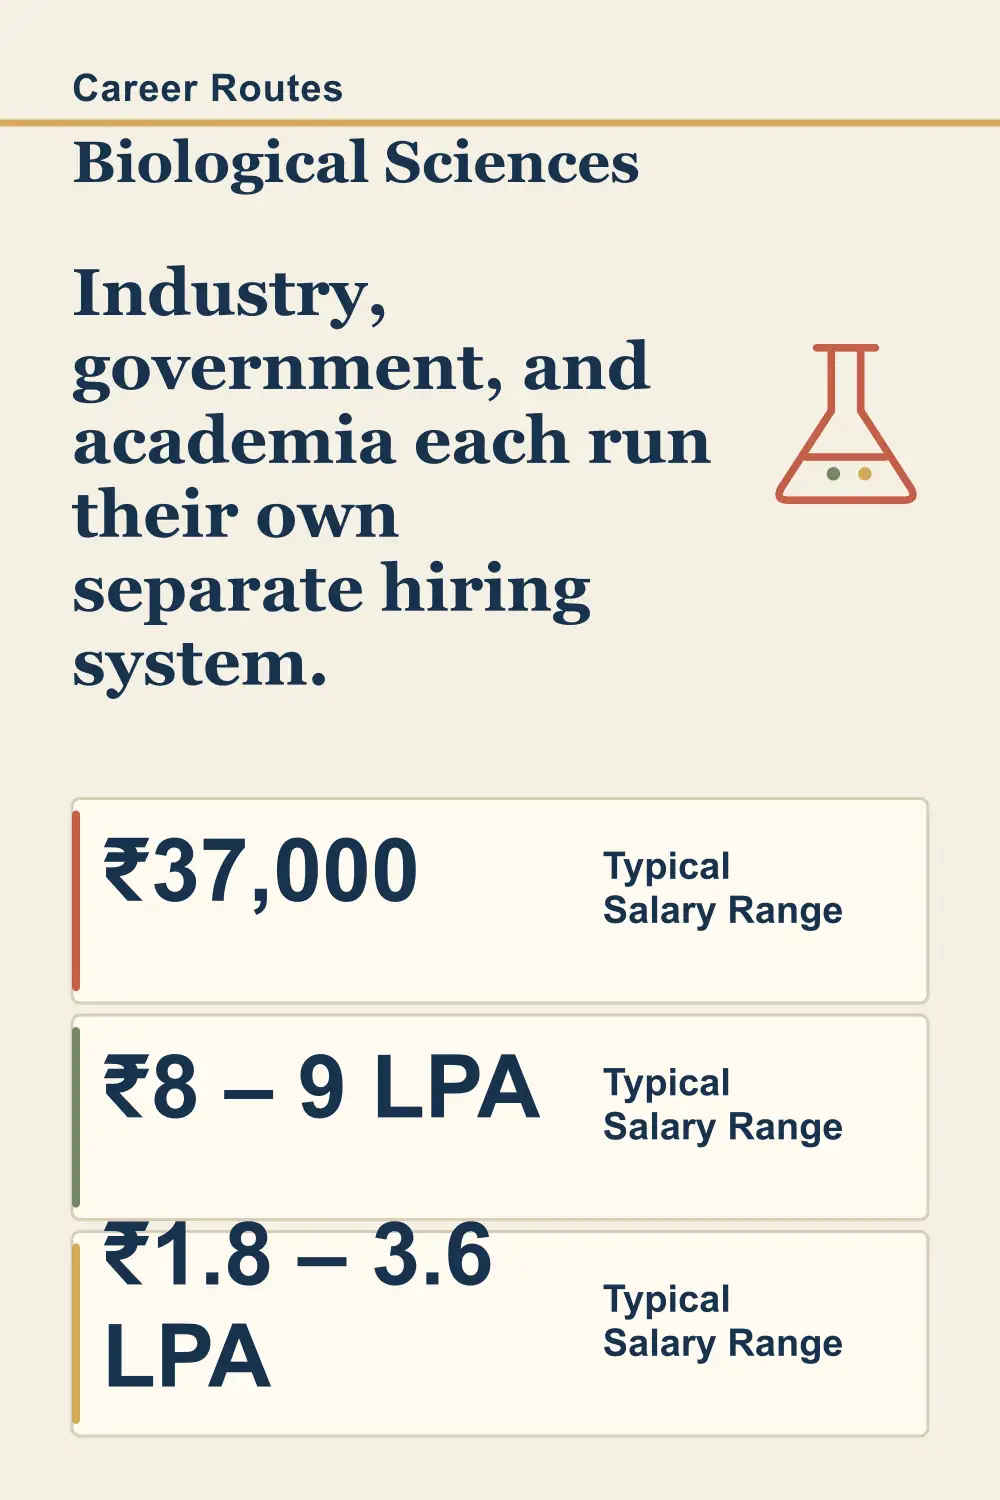 Career Routes
Biological Sciences
Industry,
government, and
academia each run
their own
separate hiring
system.
₹37,000
Typical
Salary Range
₹8 – 9 LPA
Typical
Salary Range
₹1.8 – 3.6
LPA
Typical
Salary Range